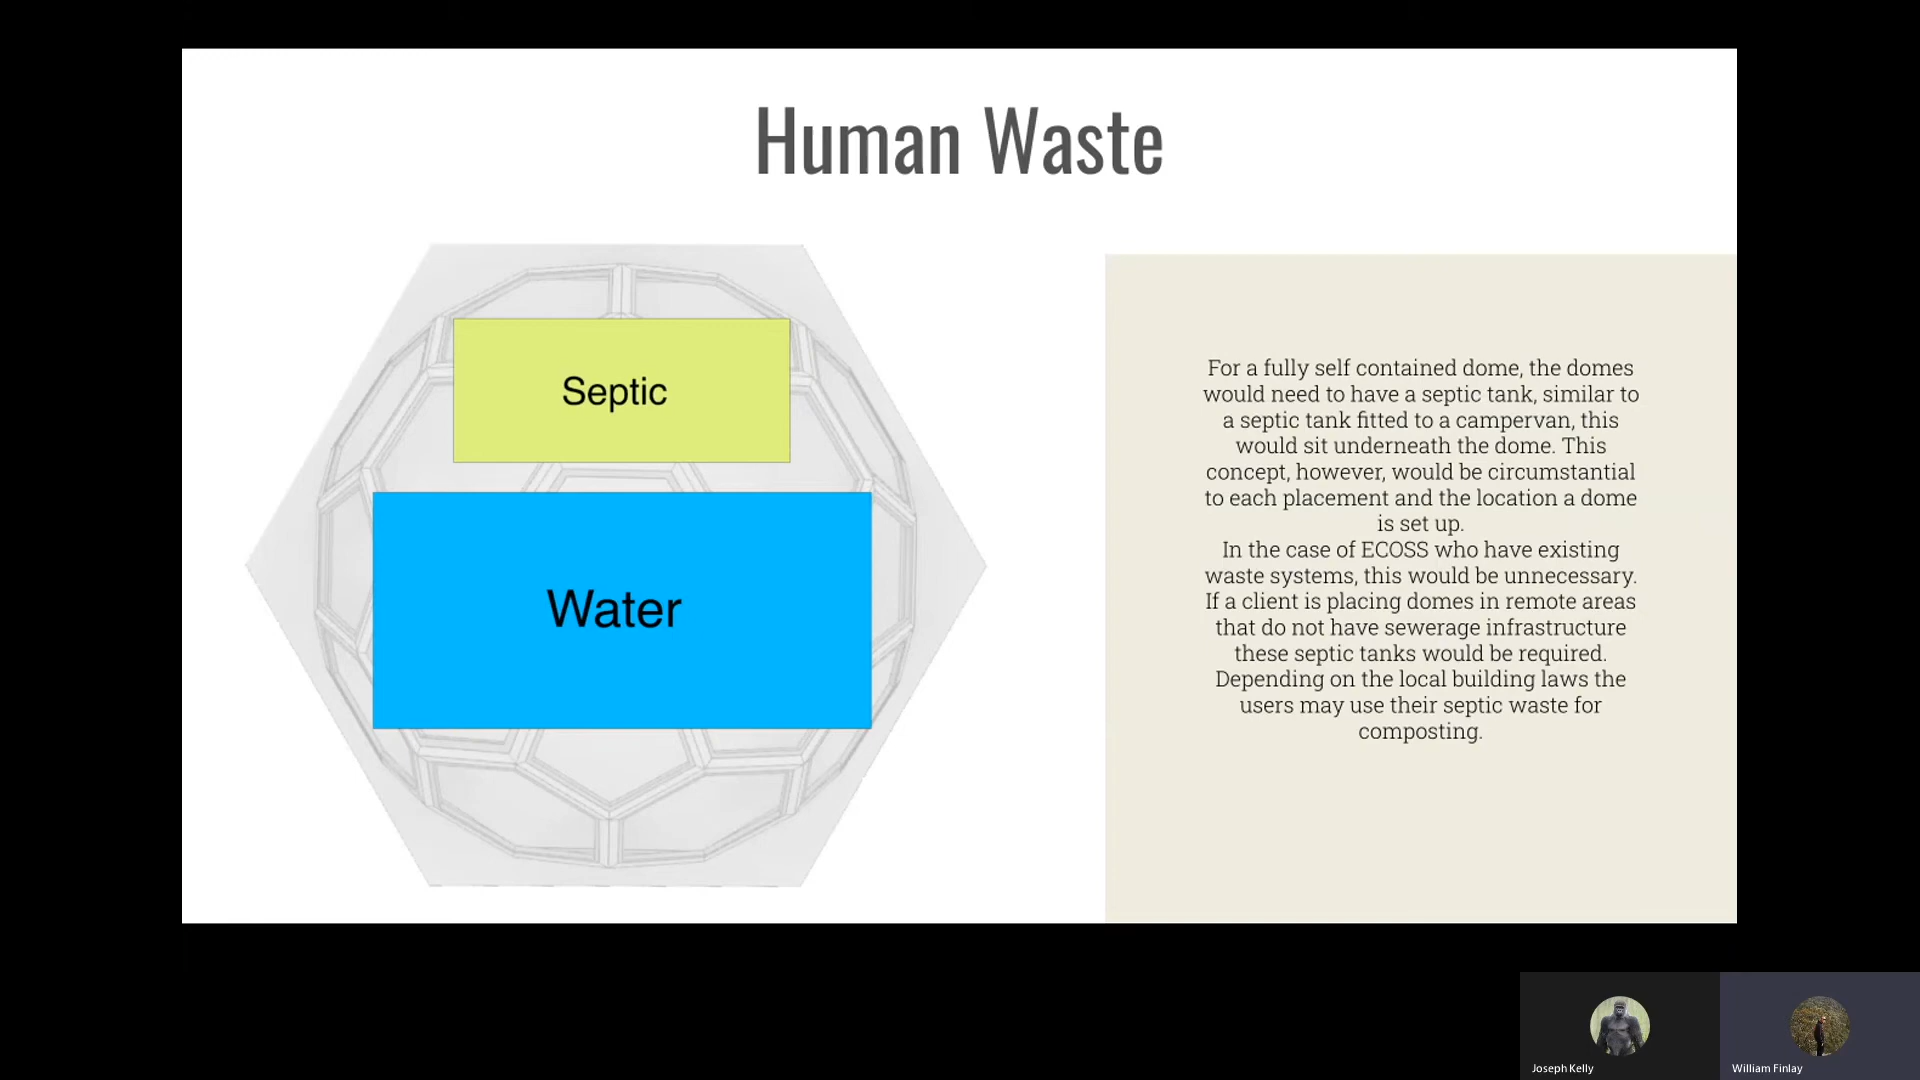 Human Waste
Septic
Water
For a fully self contained dome, the domes
would need to have a septic tank, similar to
a septic tank fitted to a campervan, this
would sit underneath the dome. This
concept, however, would be circumstantial
to each placement and the location a dome
is set up.
In the case of ECOSS who have existing
waste systems, this would be unnecessary.
If a client is placing domes in remote areas
that do not have sewerage infrastructure
these septic tanks would be required.
Depending on the local building laws the
users may use their septic waste for
composting.
Joseph Kelly
William Finlay